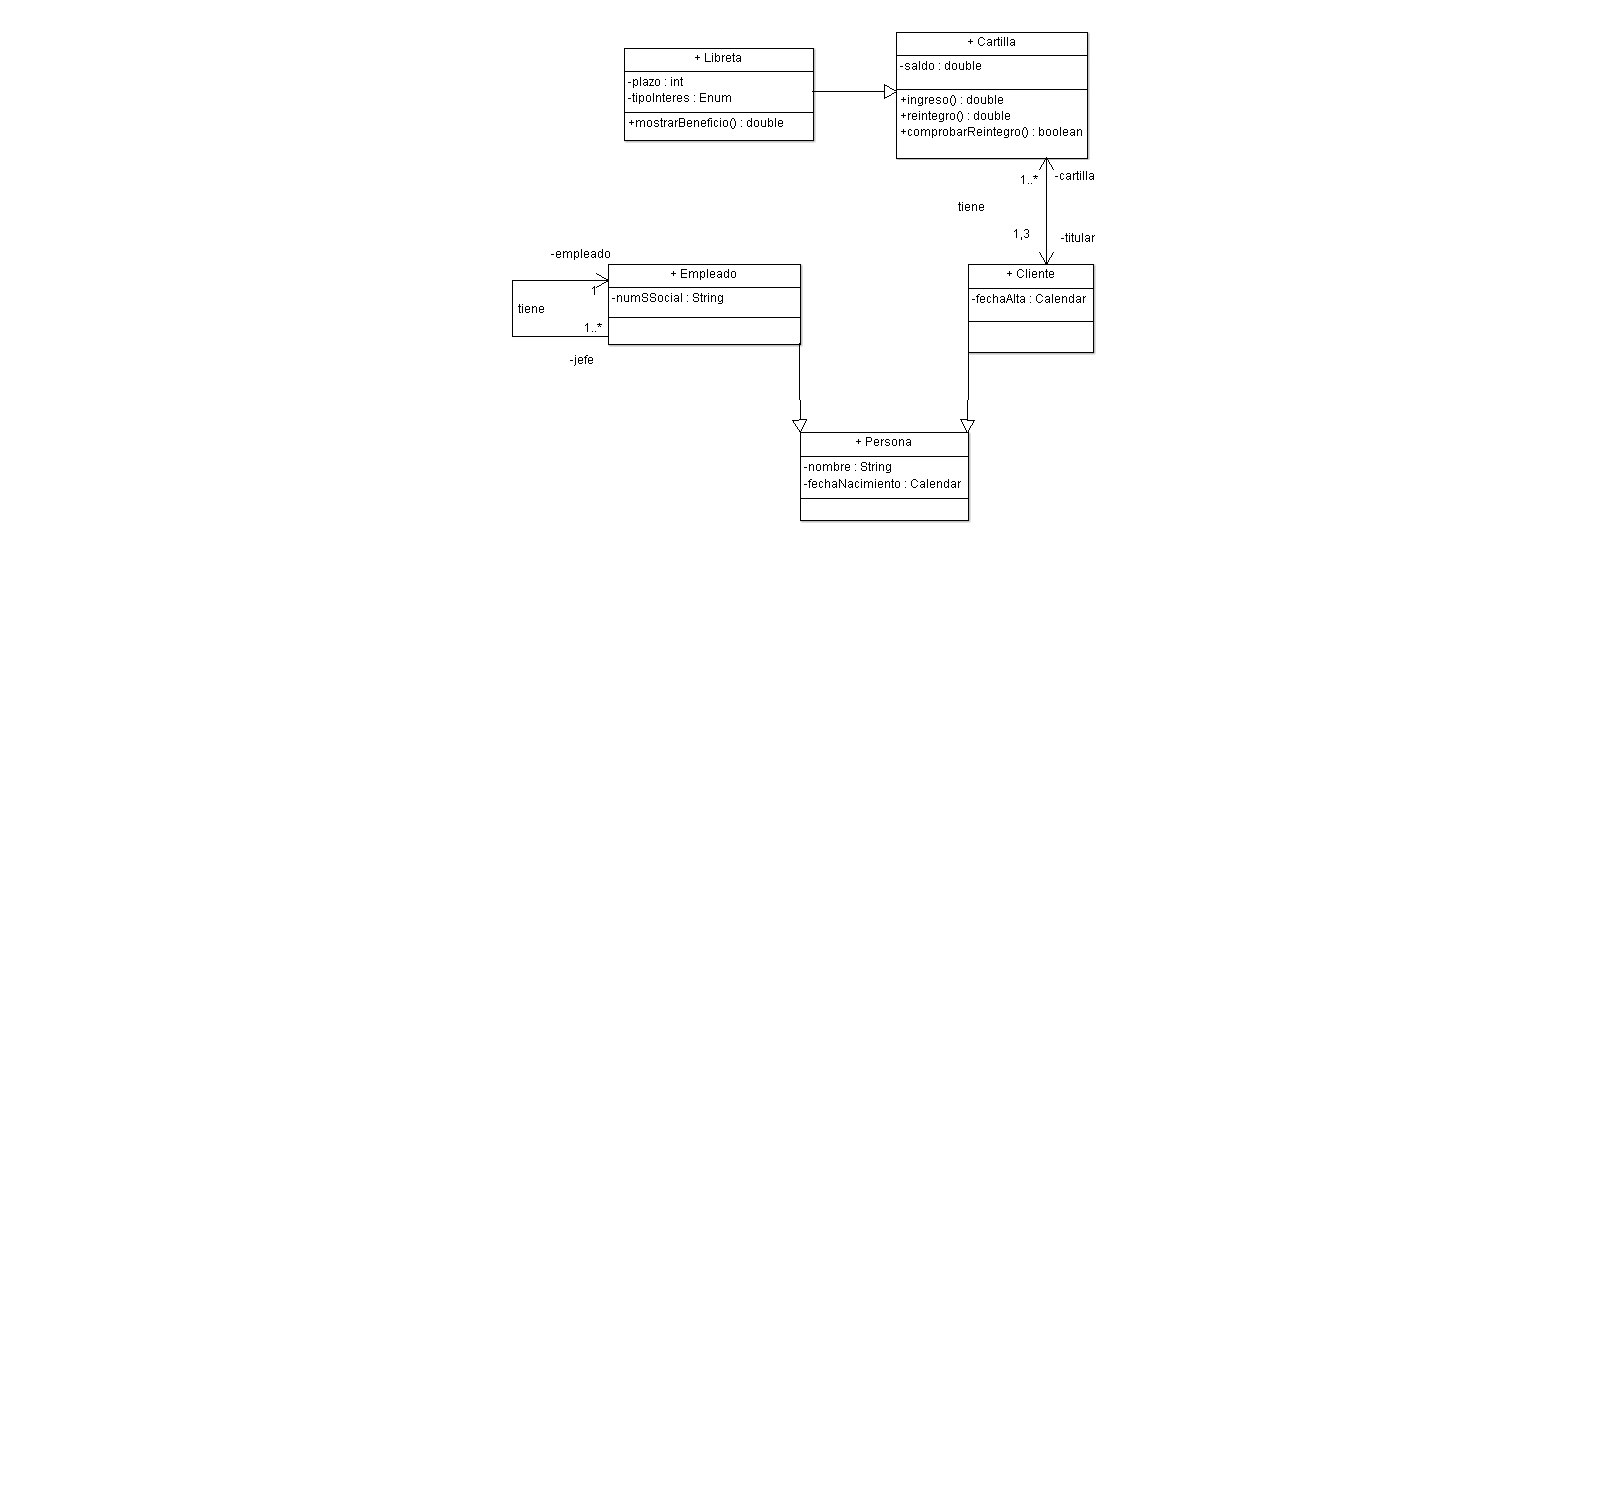 + Libreta
-plazo : int
-tipoInteres : Enum
+mostrarBeneficio() : double
+ Cartilla
-saldo : double
+ingreso() : double
+reintegro() : double
+comprobarReintegro() : boolean
1..*
-cartilla
tiene
1,3
-titular
-empleado
+ Empleado
-numSSocial : String
1
tiene
1..*
-jefe
+ Cliente
-fechaAlta : Calendar
+ Persona
-nombre : String
-fechaNacimiento : Calendar